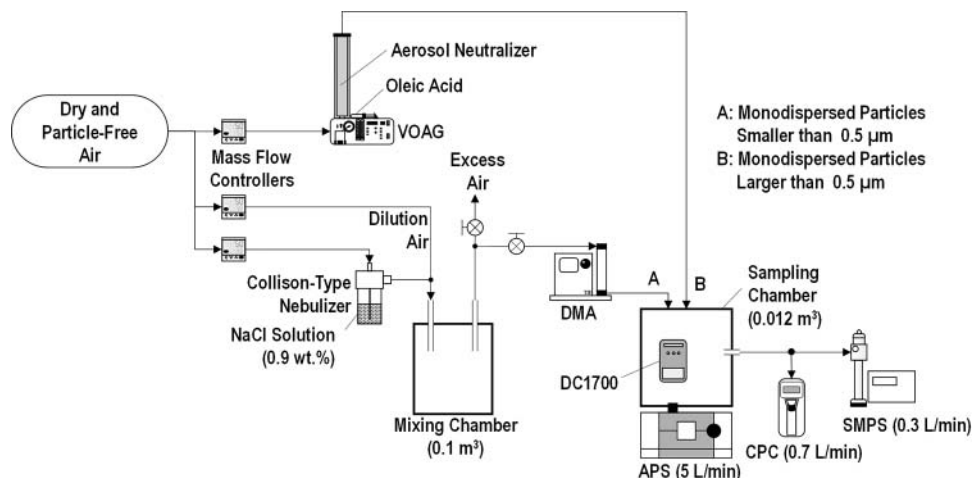 Aerosol Neutralizer
Oleic Acid
VOAG
Dry and
Particle-Free
Air
Mass Flow
Controllers
Excess
Air
Dilution
Air
Collison-Type
Nebulizer
NaCl Solution
(0.9 wt.%)
Mixing Chamber
(0.1 m³)
DMA
A: Monodispersed Particles
Smaller than 0.5 µm
B: Monodispersed Particles
Larger than 0.5 µm
A
B
Sampling
Chamber
(0.012 m³)
DC1700
APS (5 L/min)
CPC (0.7 L/min)
SMPS (0.3 L/min)